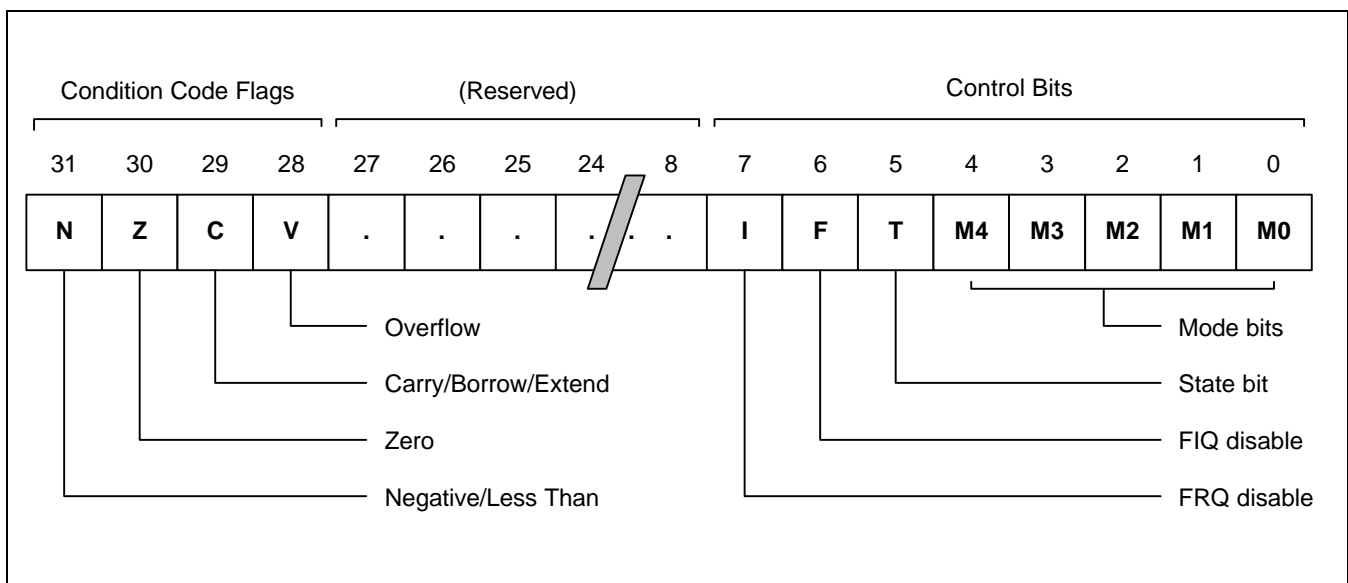 Condition Code Flags (Reserved) Control Bits
31 30 29 28 27 26 25 24 8 7 6 5 4 3 2 1 0
N Z C V . . . . . . I F T M4 M3 M2 M1 M0
Overflow Mode bits
Carry/Borrow/Extend State bit
Zero FIQ disable
Negative/Less Than FRQ disable